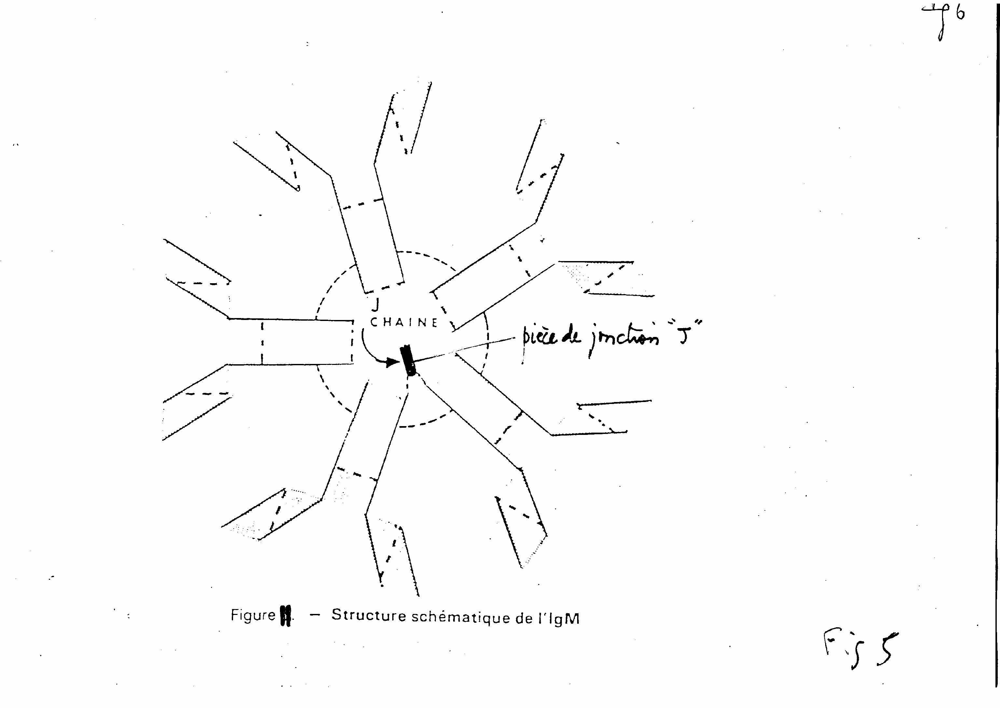 J
CHAINE
pièce de jonction "J"
Figure . – Structure schématique de l'IgM
Fig 5